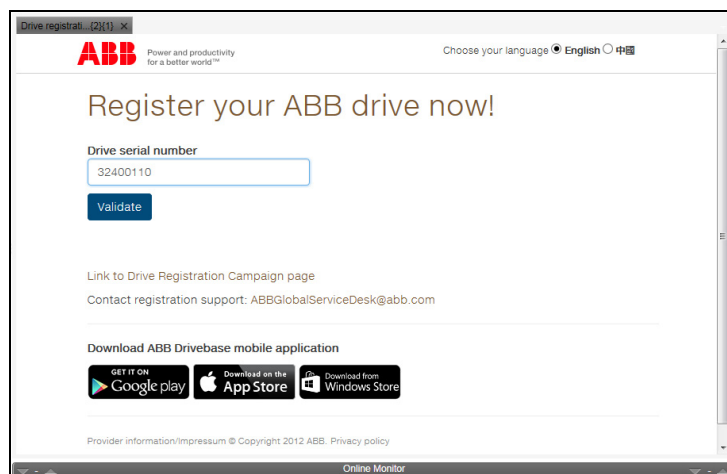 Drive registrati...{2}{1} ×
ABB
Power and productivity
for a better world™
Choose your language English 中國
Register your ABB drive now!
Drive serial number
32400110
Validate
Link to Drive Registration Campaign page
Contact registration support: ABBGlobalServiceDesk@abb.com
Download ABB Drivebase mobile application
GET IT ON
Google play
Download on the
App Store
Download from
Windows Store
Provider information/Impressum © Copyright 2012 ABB. Privacy policy
Online Monitor